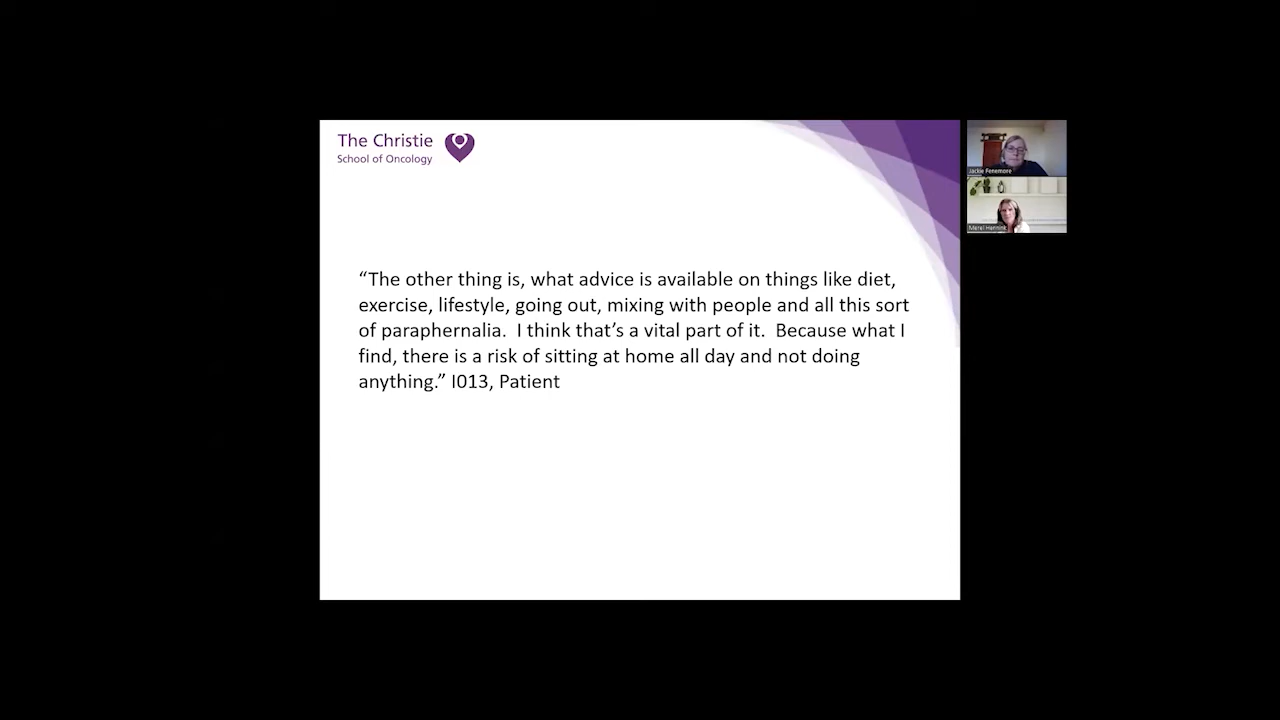 The Christie
School of Oncology
“The other thing is, what advice is available on things like diet,
exercise, lifestyle, going out, mixing with people and all this sort
of paraphernalia.  I think that’s a vital part of it.  Because what I
find, there is a risk of sitting at home all day and not doing
anything.” I013, Patient
Jackie Fenemore
Merel Hennink